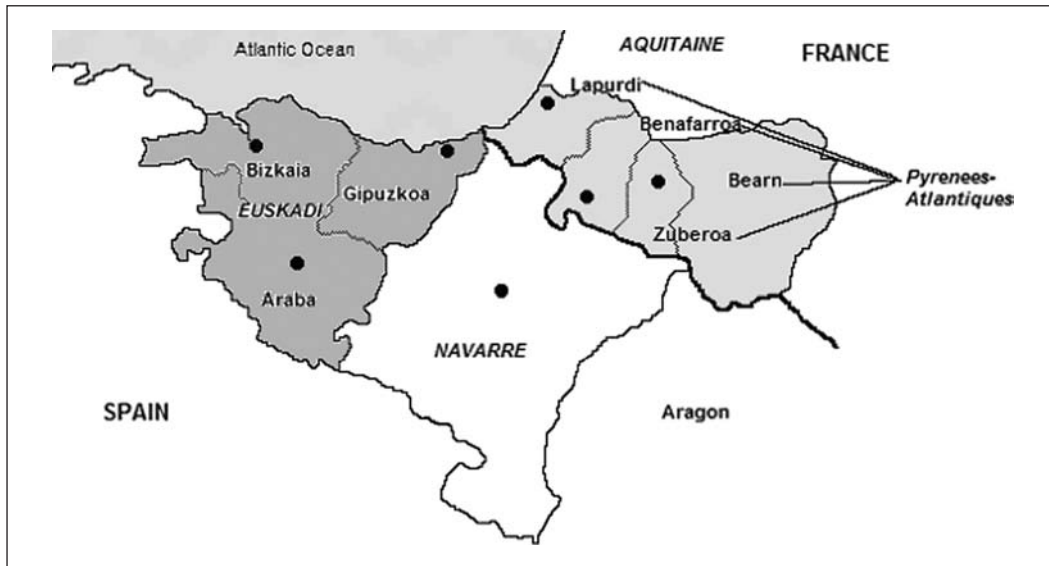 Atlantic Ocean
AQUITAINE
FRANCE
Lapurdi
Benafarroa
Bizkaia
Gipuzkoa
Bearn
Pyrenees-
Atlantiques
EUSKADI
Zuberoa
Araba
NAVARRE
SPAIN
Aragon